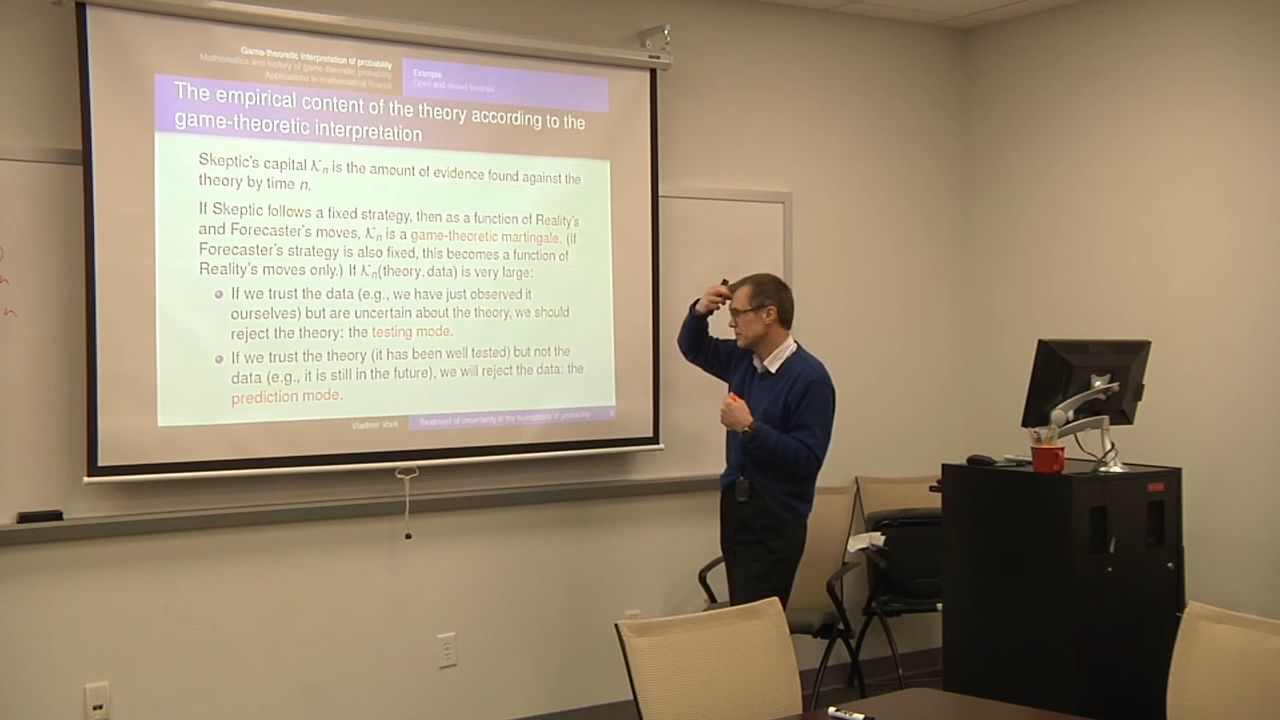 Game-theoretic interpretation of probability
Mathematics and history of game-theoretic probability
Applications in mathematical finance
Example
Open and closed theories
The empirical content of the theory according to the
game-theoretic interpretation
Skeptic's capital 𝒦n is the amount of evidence found against the
theory by time n.
If Skeptic follows a fixed strategy, then as a function of Reality's
and Forecaster's moves, 𝒦n is a game-theoretic martingale. (If
Forecaster's strategy is also fixed, this becomes a function of
Reality's moves only.) If 𝒦n(theory, data) is very large:
If we trust the data (e.g., we have just observed it
ourselves) but are uncertain about the theory, we should
reject the theory: the testing mode.
If we trust the theory (it has been well tested) but not the
data (e.g., it is still in the future), we will reject the data: the
prediction mode.
Vladimir Vovk
Treatment of uncertainty in the foundations of probability